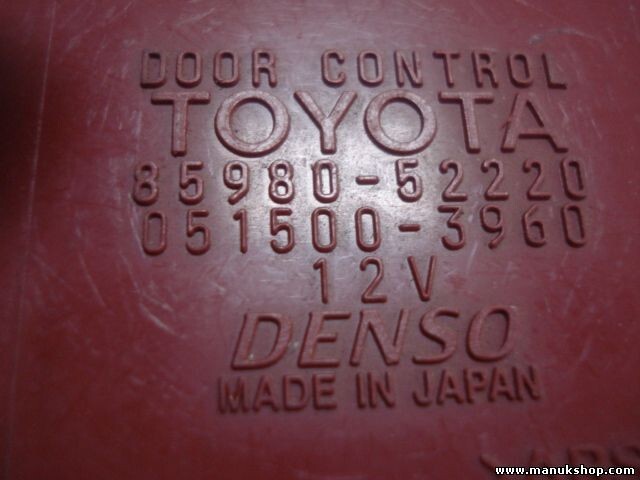 DOOR CONTROL
TOYOTA
85980-52220
051500-3960
12V
DENSO
MADE IN JAPAN
www.manukshop.com